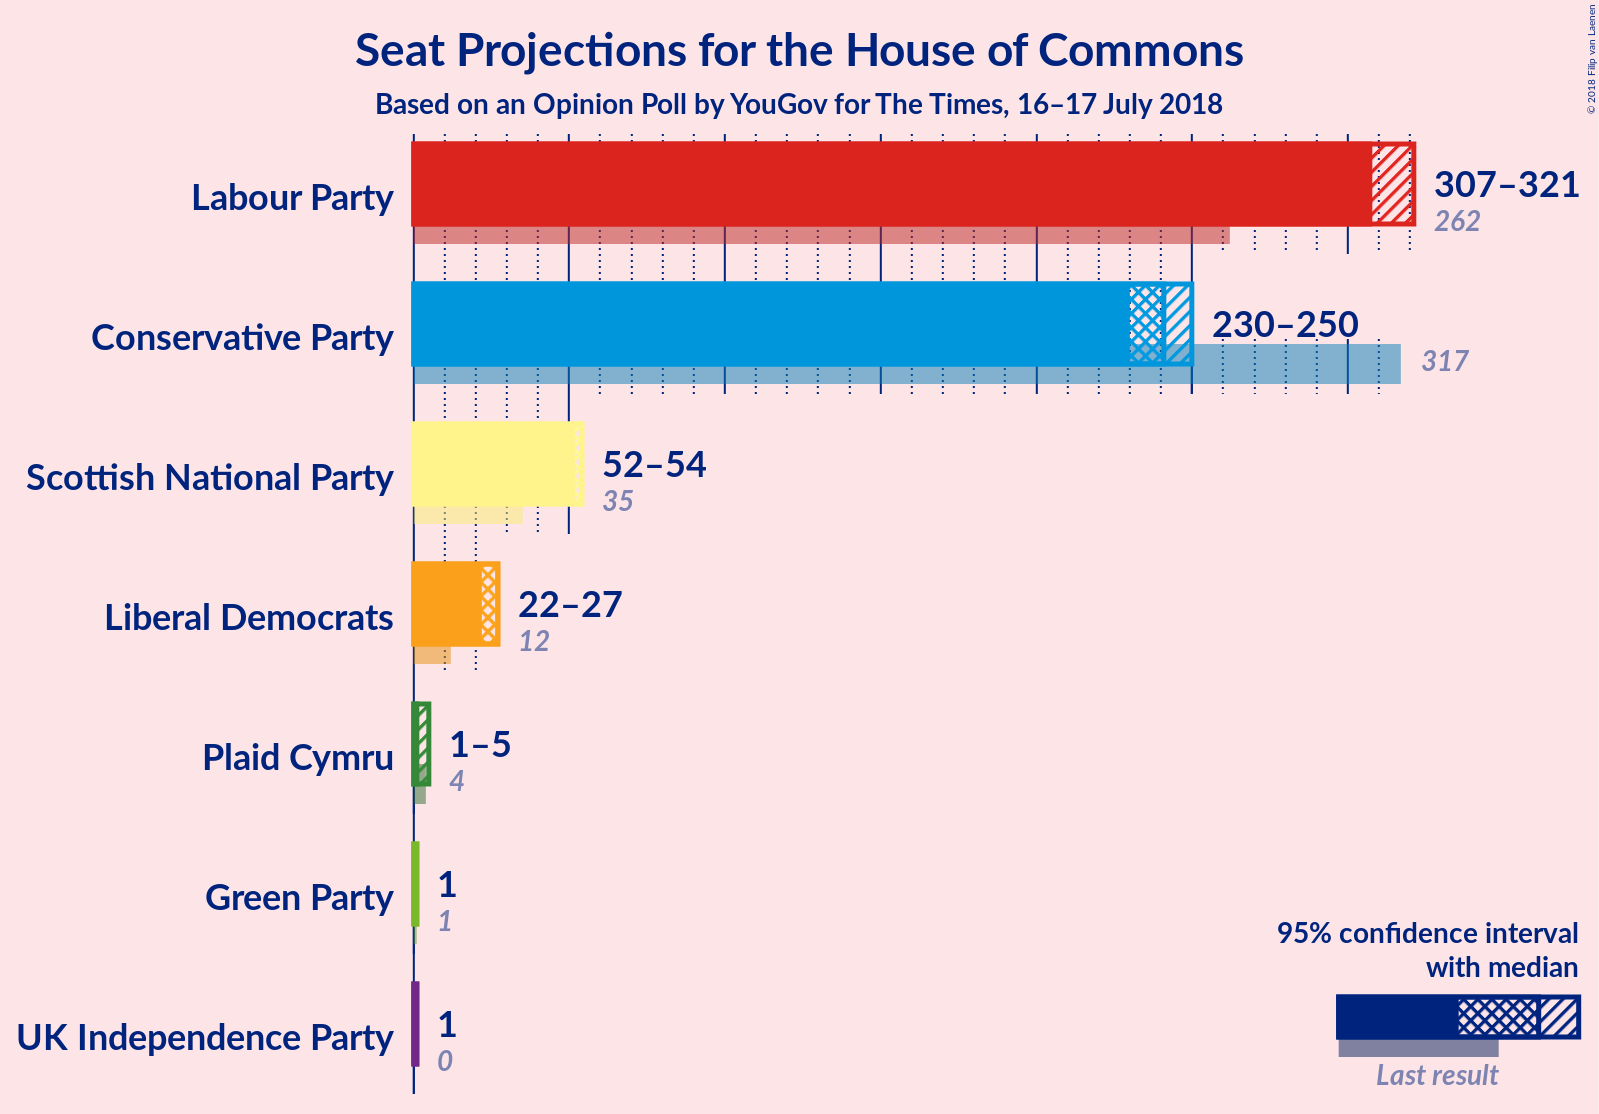 Seat Projections for the House of Commons
Based on an Opinion Poll by YouGov for The Times, 16–17 July 2018
© 2018 Filip van Laenen
Labour Party
307–321
262
Conservative Party
230–250
317
Scottish National Party
52–54
35
Liberal Democrats
22–27
12
Plaid Cymru
1–5
4
Green Party
1
1
UK Independence Party
1
0
95% confidence interval
with median
Last result